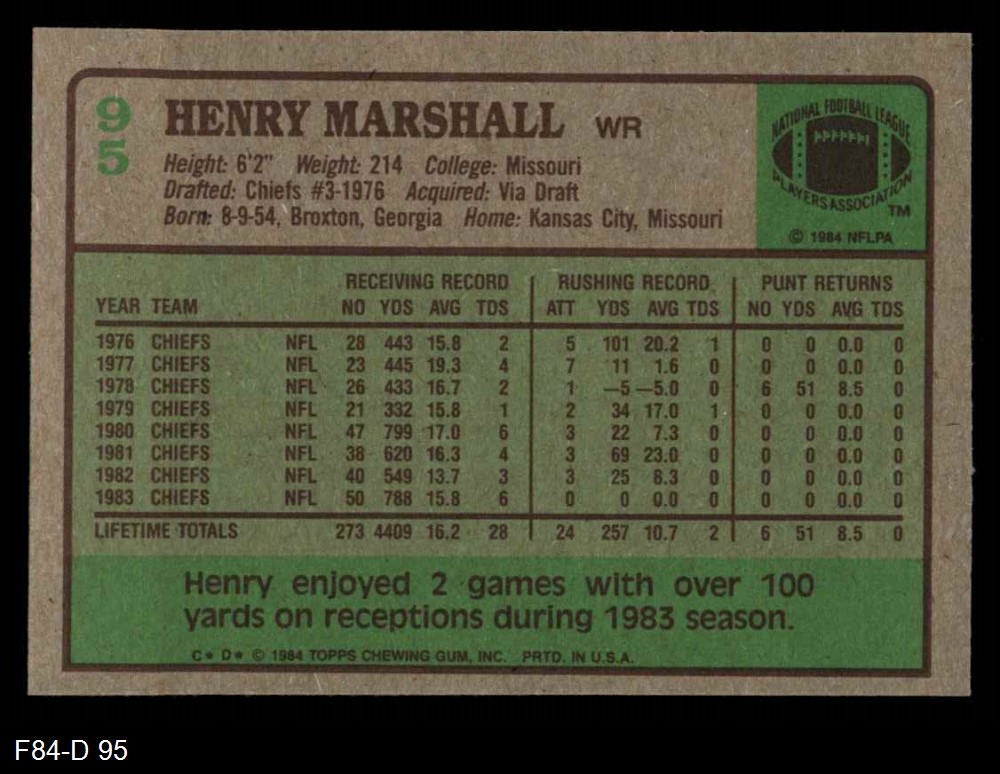 95
HENRY MARSHALL WR
Height: 6'2" Weight: 214 College: Missouri
Drafted: Chiefs #3-1976 Acquired: Via Draft
Born: 8-9-54, Broxton, Georgia Home: Kansas City, Missouri
NATIONAL FOOTBALL LEAGUE
PLAYERS ASSOCIATION
TM
© 1984 NFLPA
RECEIVING RECORD RUSHING RECORD PUNT RETURNS
YEAR TEAM NO YDS AVG TDS ATT YDS AVG TDS NO YDS AVG TDS
1976 CHIEFS NFL 28 443 15.8 2 5 101 20.2 1 0 0 0.0 0
1977 CHIEFS NFL 23 445 19.3 4 7 11 1.6 0 0 0 0.0 0
1978 CHIEFS NFL 26 433 16.7 2 1 —5 —5.0 0 6 51 8.5 0
1979 CHIEFS NFL 21 332 15.8 1 2 34 17.0 1 0 0 0.0 0
1980 CHIEFS NFL 47 799 17.0 6 3 22 7.3 0 0 0 0.0 0
1981 CHIEFS NFL 38 620 16.3 4 3 69 23.0 0 0 0 0.0 0
1982 CHIEFS NFL 40 549 13.7 3 3 25 8.3 0 0 0 0.0 0
1983 CHIEFS NFL 50 788 15.8 6 0 0 0.0 0 0 0 0.0 0
LIFETIME TOTALS 273 4409 16.2 28 24 257 10.7 2 6 51 8.5 0
Henry enjoyed 2 games with over 100
yards on receptions during 1983 season.
C* D* © 1984 TOPPS CHEWING GUM, INC. PRTD. IN U.S.A.
F84-D 95